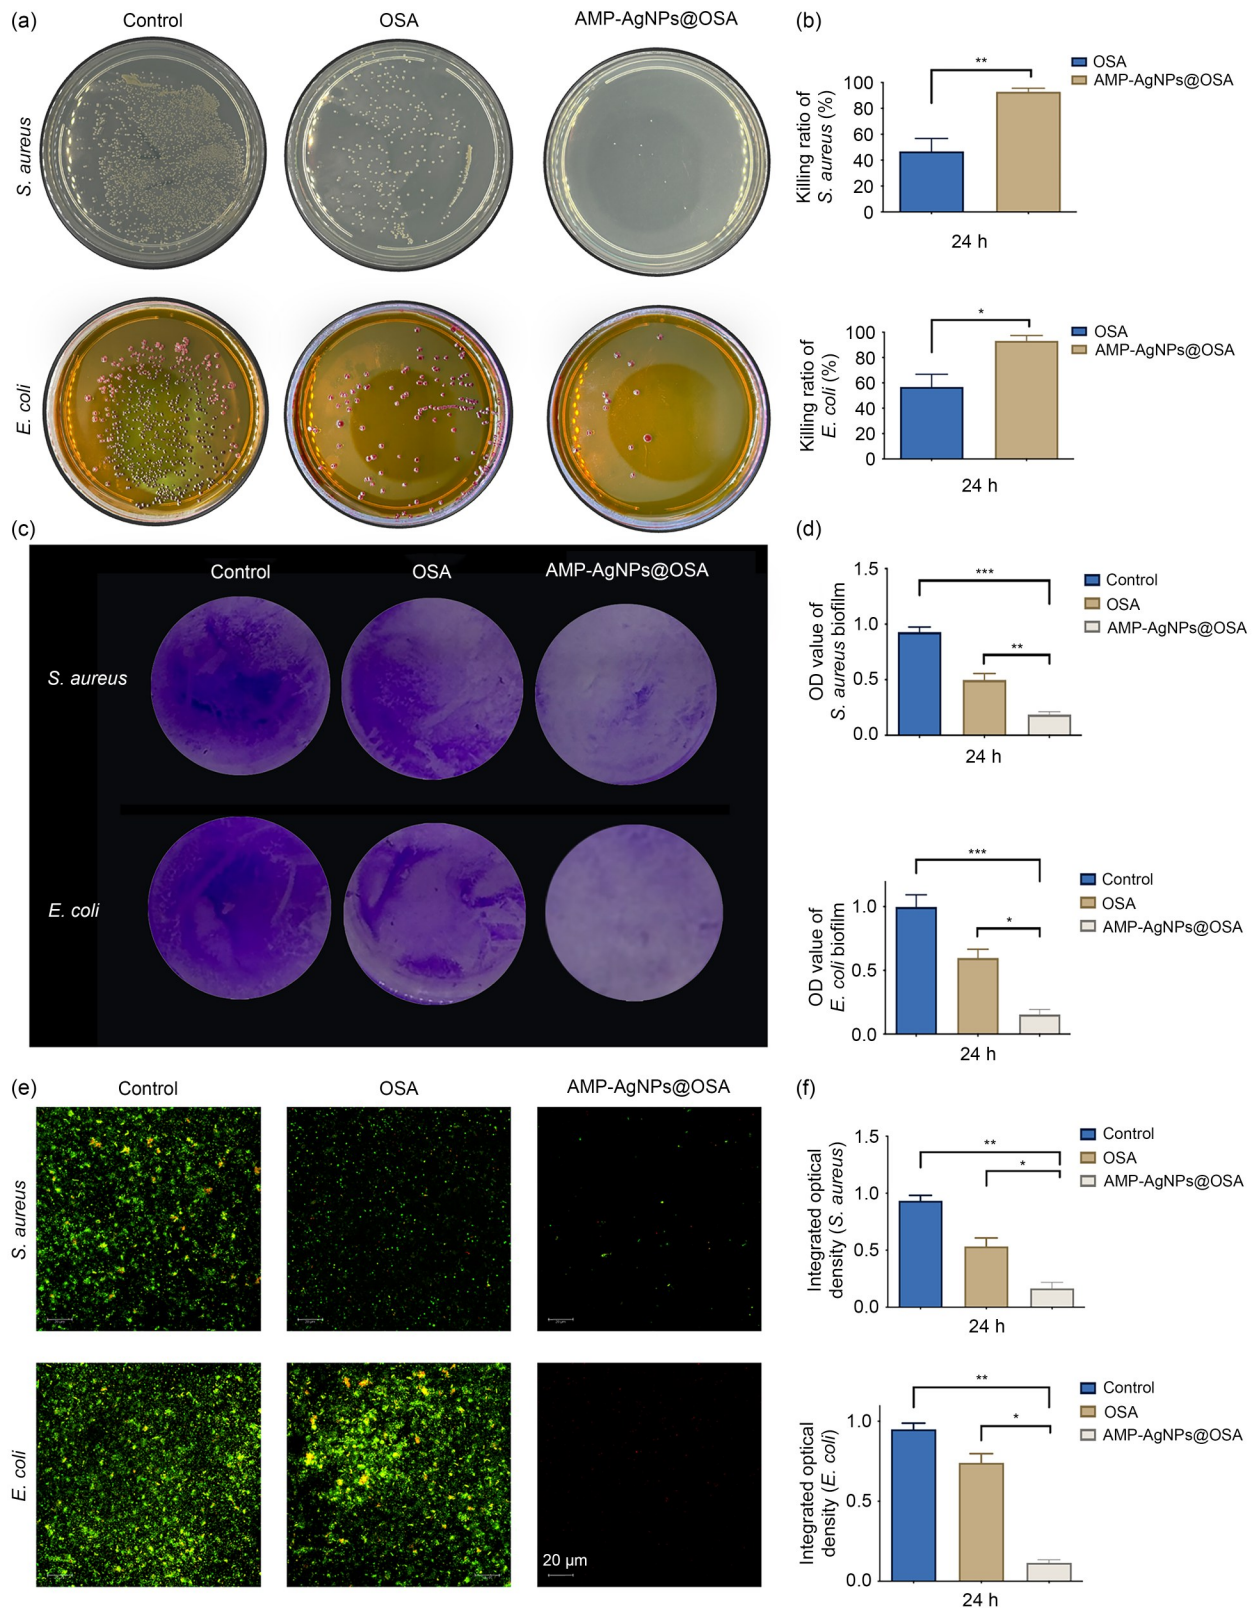 (a)
Control
OSA
AMP-AgNPs@OSA
S. aureus
E. coli
(b)
OSA
AMP-AgNPs@OSA
Killing ratio of
S. aureus (%)
100
80
60
40
20
0
**
24 h
OSA
AMP-AgNPs@OSA
Killing ratio of
E. coli (%)
100
80
60
40
20
0
*
24 h
(c)
Control
OSA
AMP-AgNPs@OSA
S. aureus
E. coli
(d)
OD value of
S. aureus biofilm
1.5
1.0
0.5
0.0
***
**
Control
OSA
AMP-AgNPs@OSA
24 h
OD value of
E. coli biofilm
1.0
0.5
0.0
***
*
Control
OSA
AMP-AgNPs@OSA
24 h
(e)
Control
OSA
AMP-AgNPs@OSA
S. aureus
E. coli
20 μm
(f)
Integrated optical
density (S. aureus)
1.5
1.0
0.5
0.0
**
*
Control
OSA
AMP-AgNPs@OSA
24 h
Integrated optical
density (E. coli)
1.0
0.5
0.0
**
*
Control
OSA
AMP-AgNPs@OSA
24 h